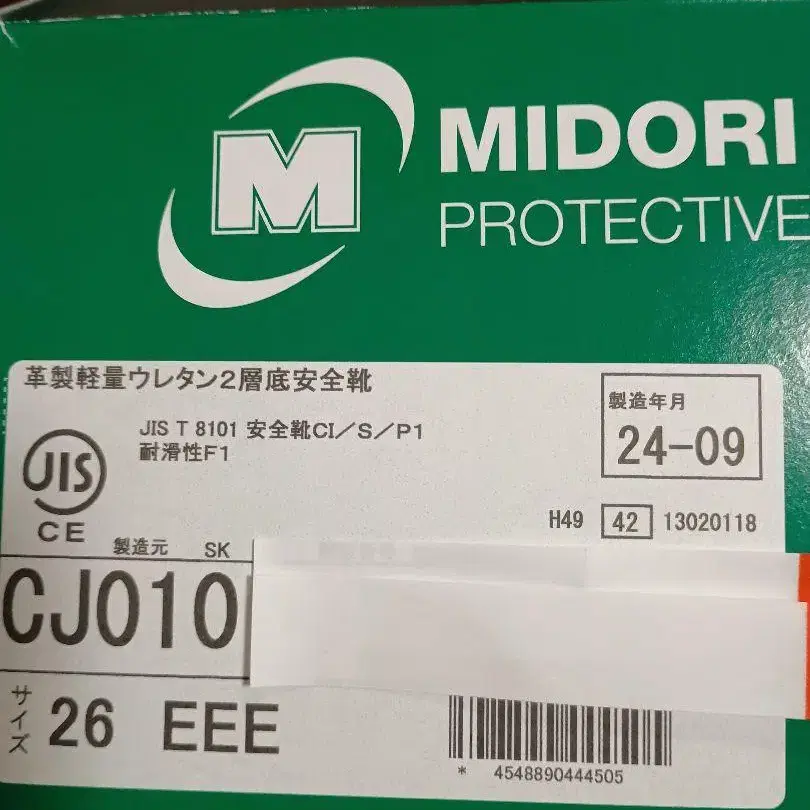 M
MIDORI
PROTECTIVE
革製軽量ウレタン2層底安全靴
JIS T 8101 安全靴CI/S/P1
耐滑性F1
製造年月
24-09
JIS
CE
H49 42 13020118
製造元 SK
CJ010
サイズ 26 EEE
* 4548890444505